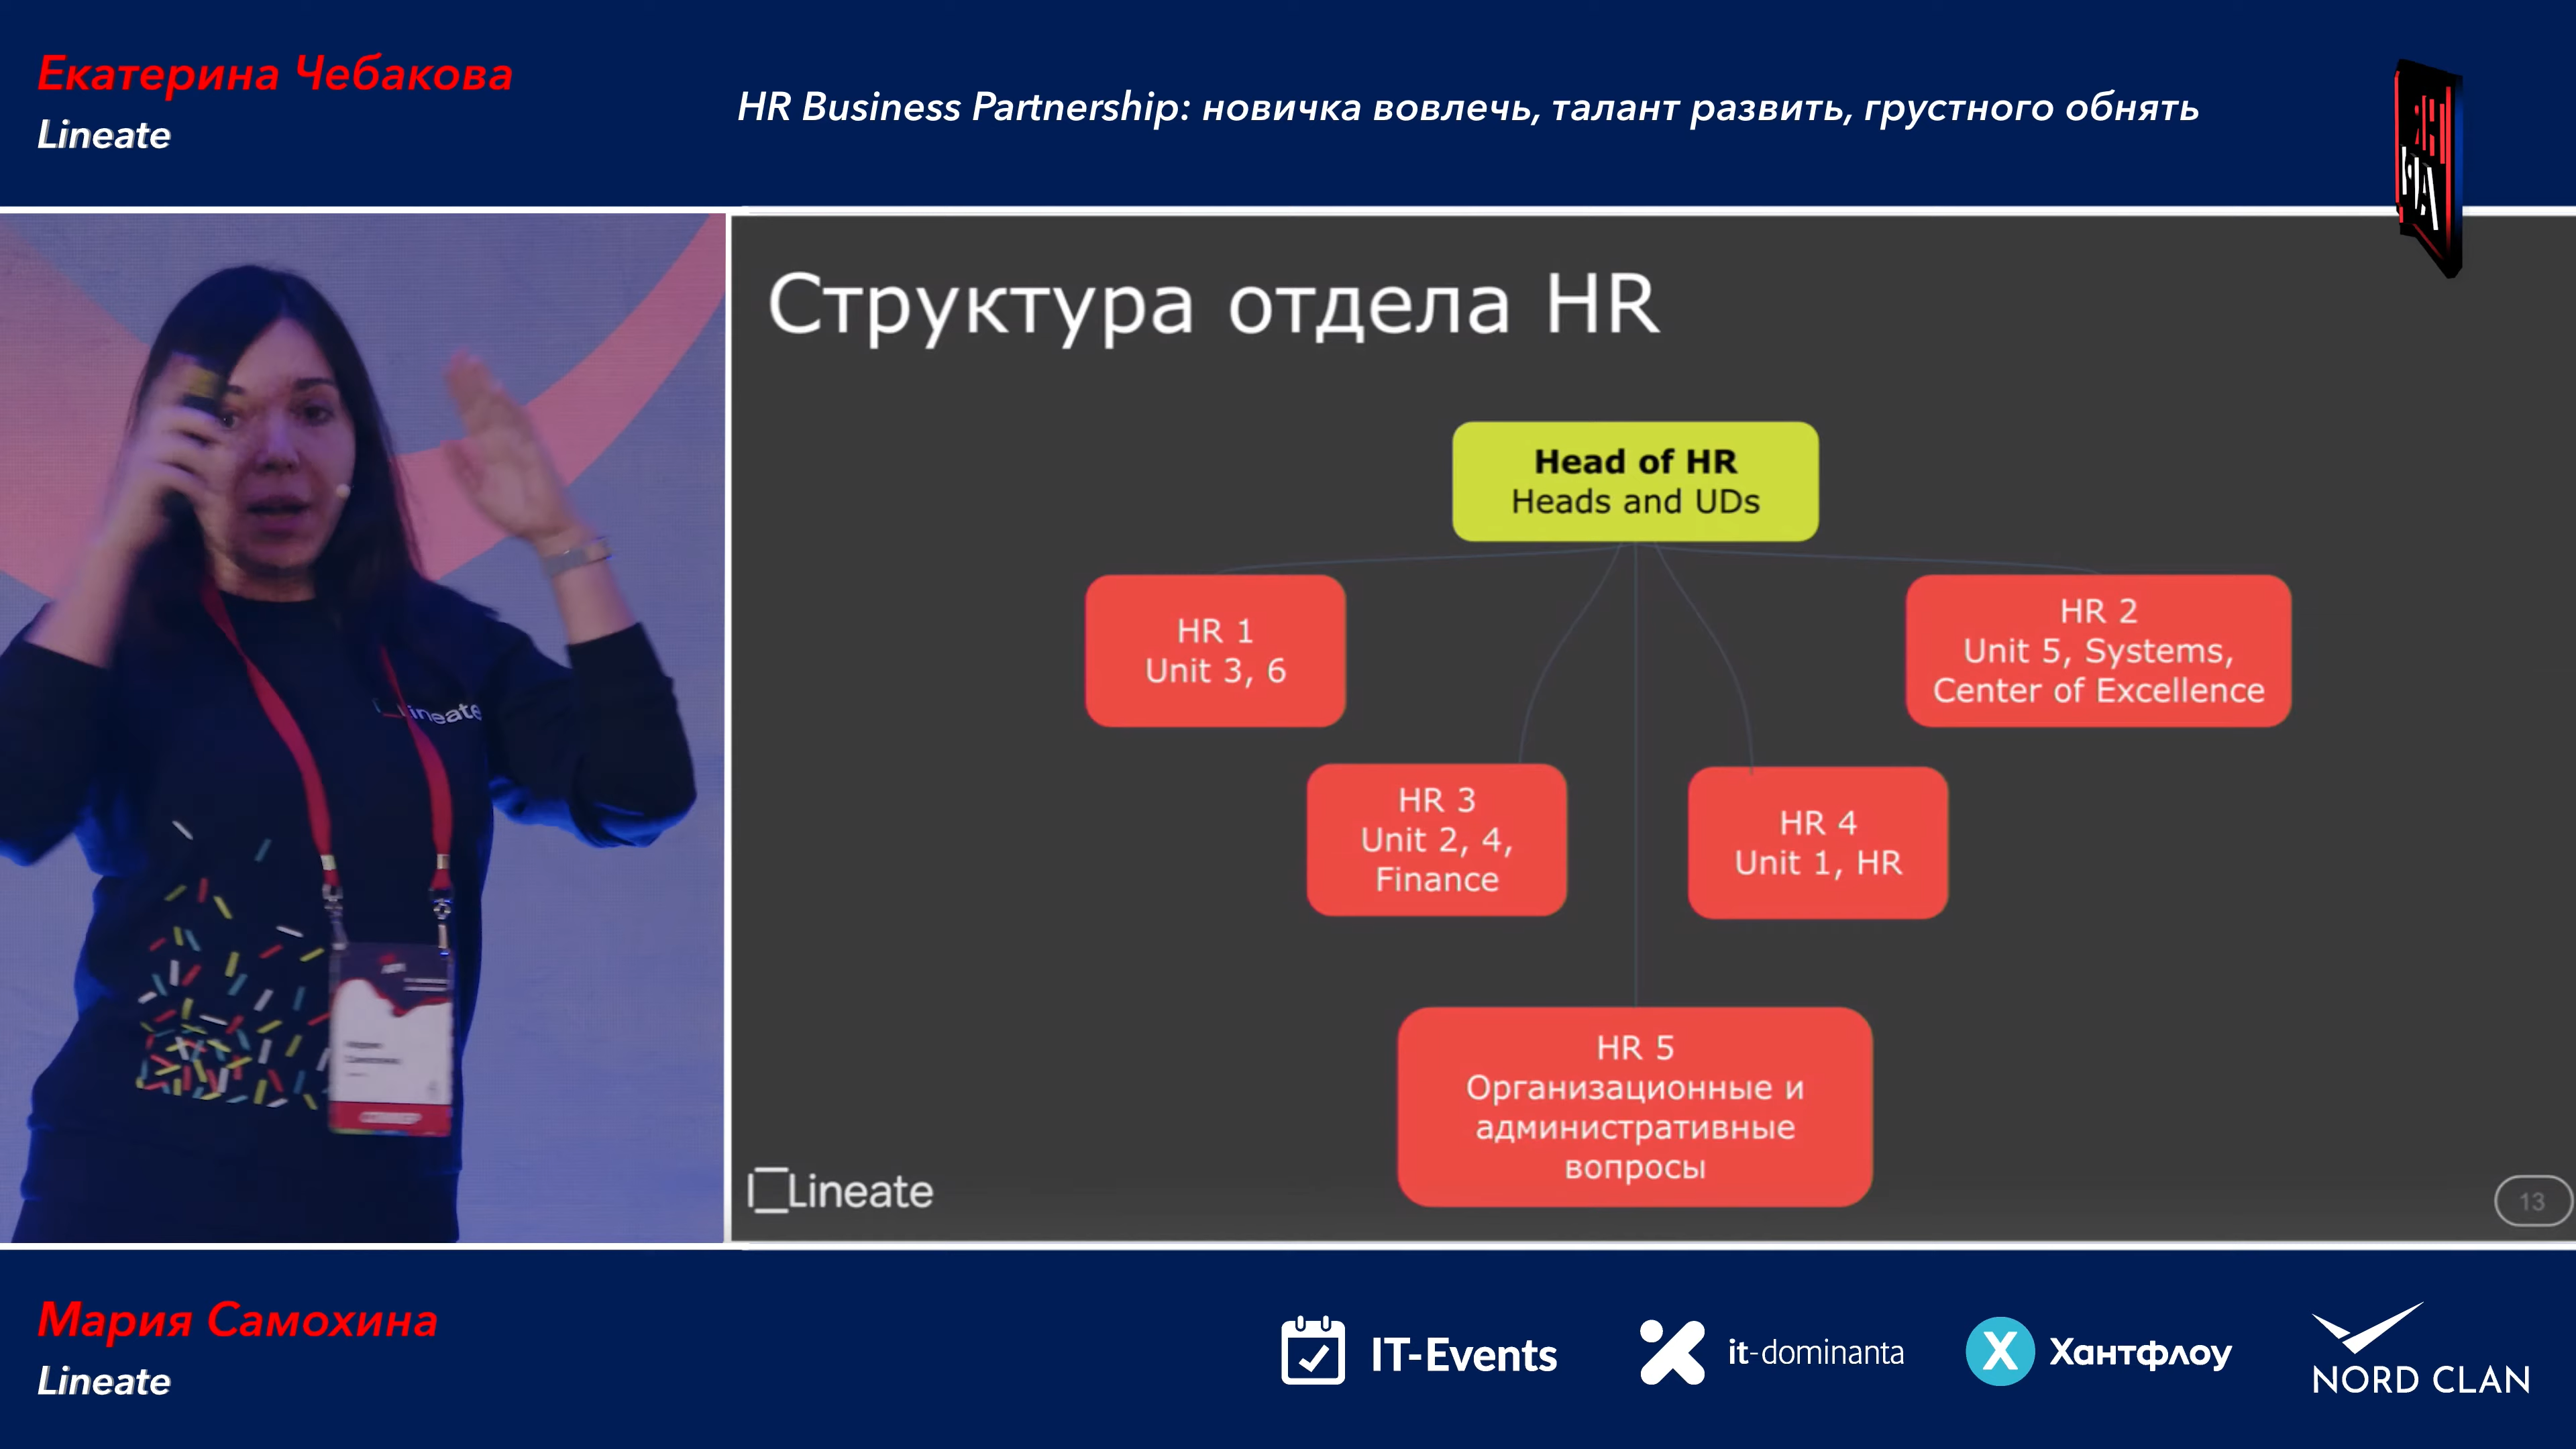 Екатерина Чебакова
Lineate
HR Business Partnership: новичка вовлечь, талант развить, грустного обнять
Структура отдела HR
Head of HR
Heads and UDs
HR 1
Unit 3, 6
HR 2
Unit 5, Systems,
Center of Excellence
HR 3
Unit 2, 4,
Finance
HR 4
Unit 1, HR
HR 5
Организационные и
административные
вопросы
Lineate
13
Lineate
Мария Самохина
Lineate
IT-Events
it-dominanta
Хантфлоу
NORD CLAN